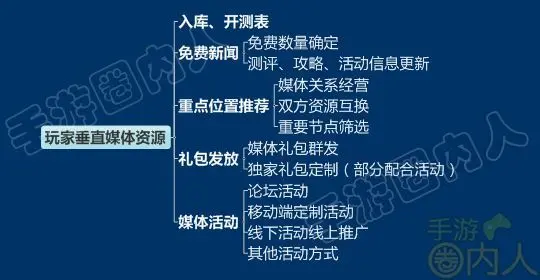 玩家垂直媒体资源
入库、开测表
免费新闻
免费数量确定
测评、攻略、活动信息更新
重点位置推荐
媒体关系经营
双方资源互换
重要节点筛选
礼包发放
媒体礼包群发
独家礼包定制（部分配合活动）
媒体活动
论坛活动
移动端定制活动
线下活动线上推广
其他活动方式
手游圈内人
手游圈内人
手游
圈内人